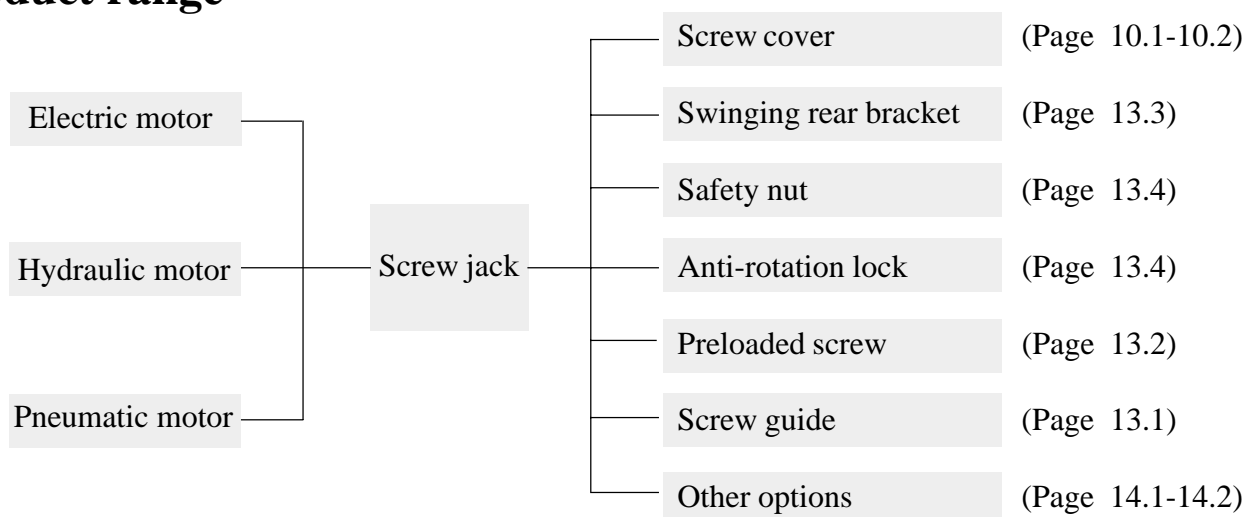 range
Electric motor
Hydraulic motor
Pneumatic motor
Screw jack
Screw cover (Page 10.1-10.2)
Swinging rear bracket (Page 13.3)
Safety nut (Page 13.4)
Anti-rotation lock (Page 13.4)
Preloaded screw (Page 13.2)
Screw guide (Page 13.1)
Other options (Page 14.1-14.2)